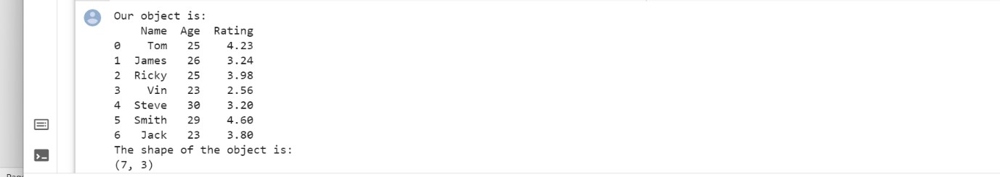 Our object is:
    Name  Age  Rating
0    Tom   25    4.23
1  James   26    3.24
2  Ricky   25    3.98
3    Vin   23    2.56
4  Steve   30    3.20
5  Smith   29    4.60
6   Jack   23    3.80
The shape of the object is:
(7, 3)